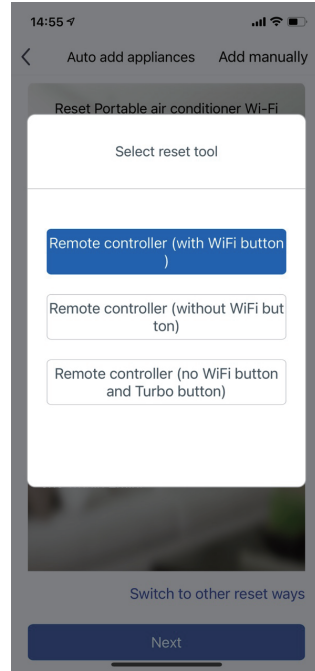 14:55
Auto add appliances Add manually
Reset Portable air conditioner Wi-Fi
Select reset tool
Remote controller (with WiFi button
)
Remote controller (without WiFi but
ton)
Remote controller (no WiFi button
and Turbo button)
Switch to other reset ways
Next